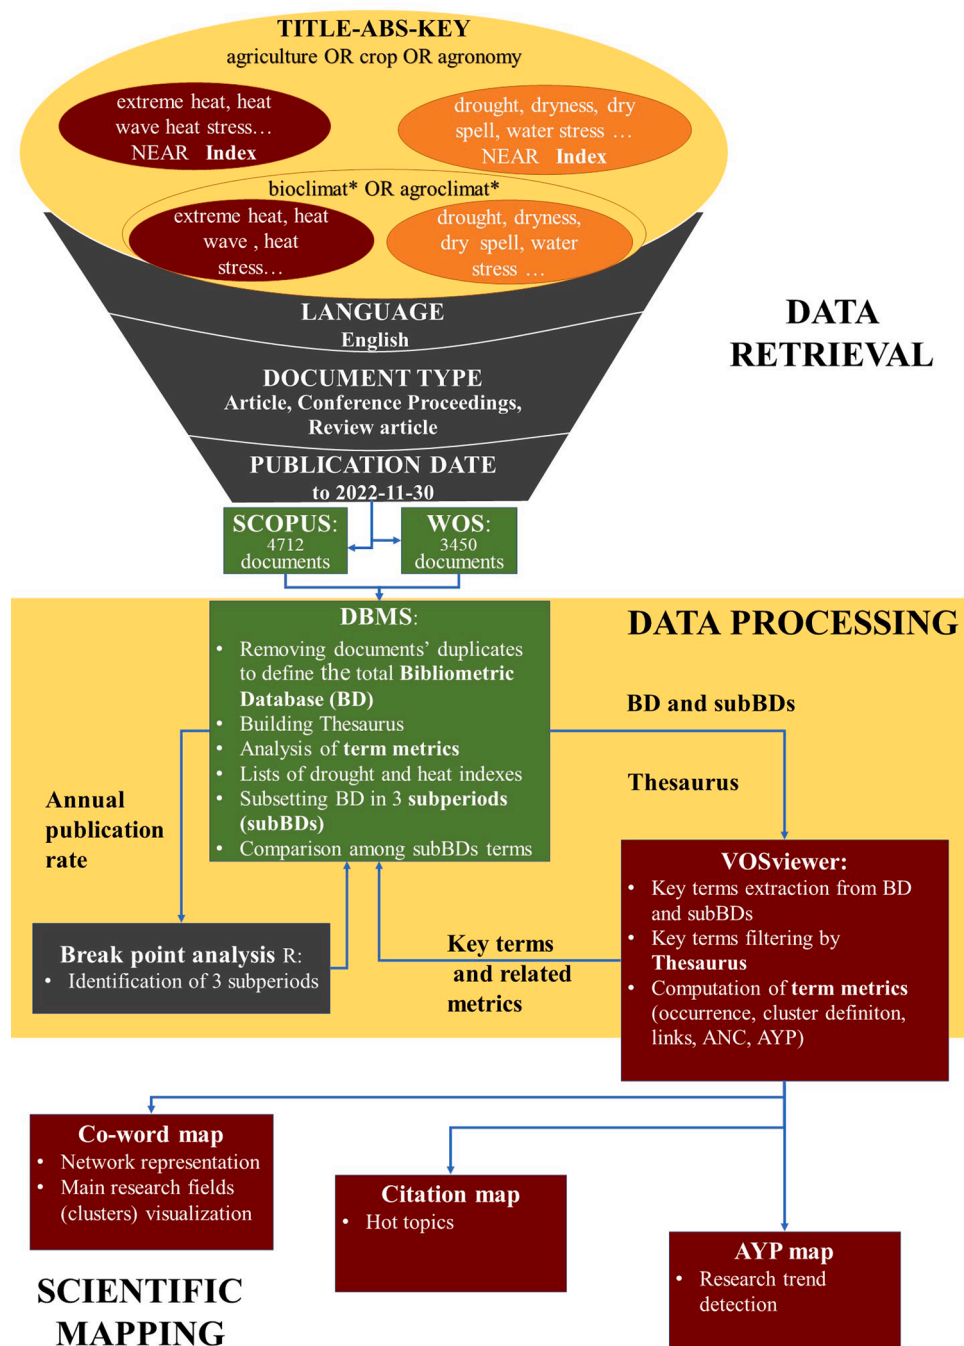 TITLE-ABS-KEY
agriculture OR crop OR agronomy
extreme heat, heat
wave heat stress…
NEAR Index
drought, dryness, dry
spell, water stress …
NEAR Index
bioclimat* OR agroclimat*
extreme heat, heat
wave , heat
stress…
drought, dryness,
dry spell, water
stress …
LANGUAGE
English
DOCUMENT TYPE
Article, Conference Proceedings,
Review article
PUBLICATION DATE
to 2022-11-30
DATA
RETRIEVAL
SCOPUS:
4712
documents
WOS:
3450
documents
DATA PROCESSING
DBMS:
• Removing documents’ duplicates
to define the total Bibliometric
Database (BD)
• Building Thesaurus
• Analysis of term metrics
• Lists of drought and heat indexes
• Subsetting BD in 3 subperiods
(subBDs)
• Comparison among subBDs terms
BD and subBDs
Thesaurus
Annual
publication
rate
VOSviewer:
• Key terms extraction from BD
and subBDs
• Key terms filtering by
Thesaurus
• Computation of term metrics
(occurrence, cluster definiton,
links, ANC, AYP)
Break point analysis R:
• Identification of 3 subperiods
Key terms
and related
metrics
Co-word map
• Network representation
• Main research fields
(clusters) visualization
Citation map
• Hot topics
AYP map
• Research trend
detection
SCIENTIFIC
MAPPING